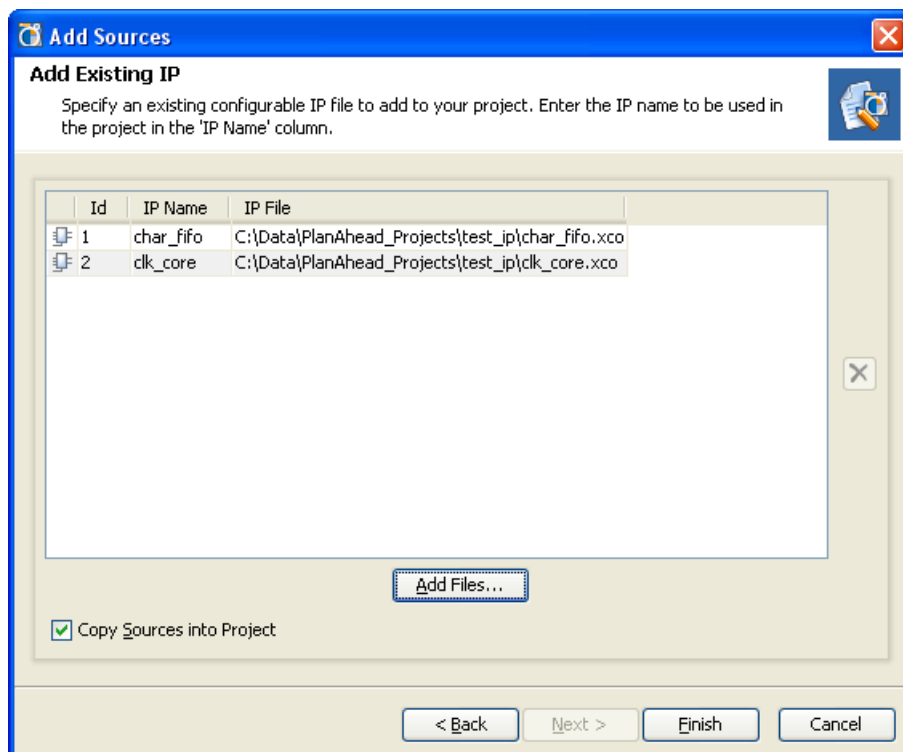 Add Sources
Add Existing IP
Specify an existing configurable IP file to add to your project. Enter the IP name to be used in
the project in the 'IP Name' column.
Id IP Name IP File
1 char_fifo C:\Data\PlanAhead_Projects\test_ip\char_fifo.xco
2 clk_core C:\Data\PlanAhead_Projects\test_ip\clk_core.xco
Add Files...
Copy Sources into Project
< Back Next > Finish Cancel